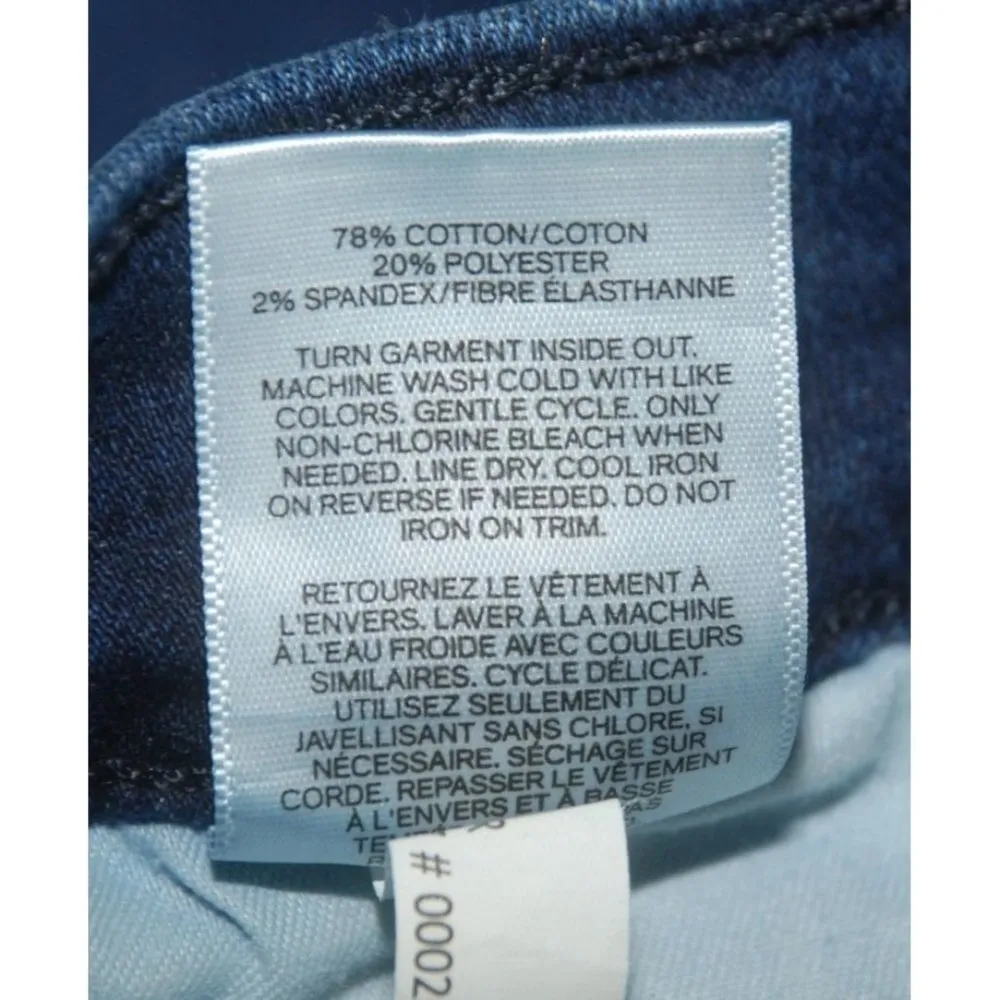 78% COTTON/COTON
20% POLYESTER
2% SPANDEX/FIBRE ÉLASTHANNE
TURN GARMENT INSIDE OUT.
MACHINE WASH COLD WITH LIKE
COLORS. GENTLE CYCLE. ONLY
NON-CHLORINE BLEACH WHEN
NEEDED. LINE DRY. COOL IRON
ON REVERSE IF NEEDED. DO NOT
IRON ON TRIM.
RETOURNEZ LE VÊTEMENT À
L'ENVERS. LAVER À LA MACHINE
À L'EAU FROIDE AVEC COULEURS
SIMILAIRES. CYCLE DÉLICAT.
UTILISEZ SEULEMENT DU
JAVELLISANT SANS CHLORE, SI
NÉCESSAIRE. SÉCHAGE SUR
CORDE. REPASSER LE VÊTEMENT
À L'ENVERS ET À BASSE
# 0002